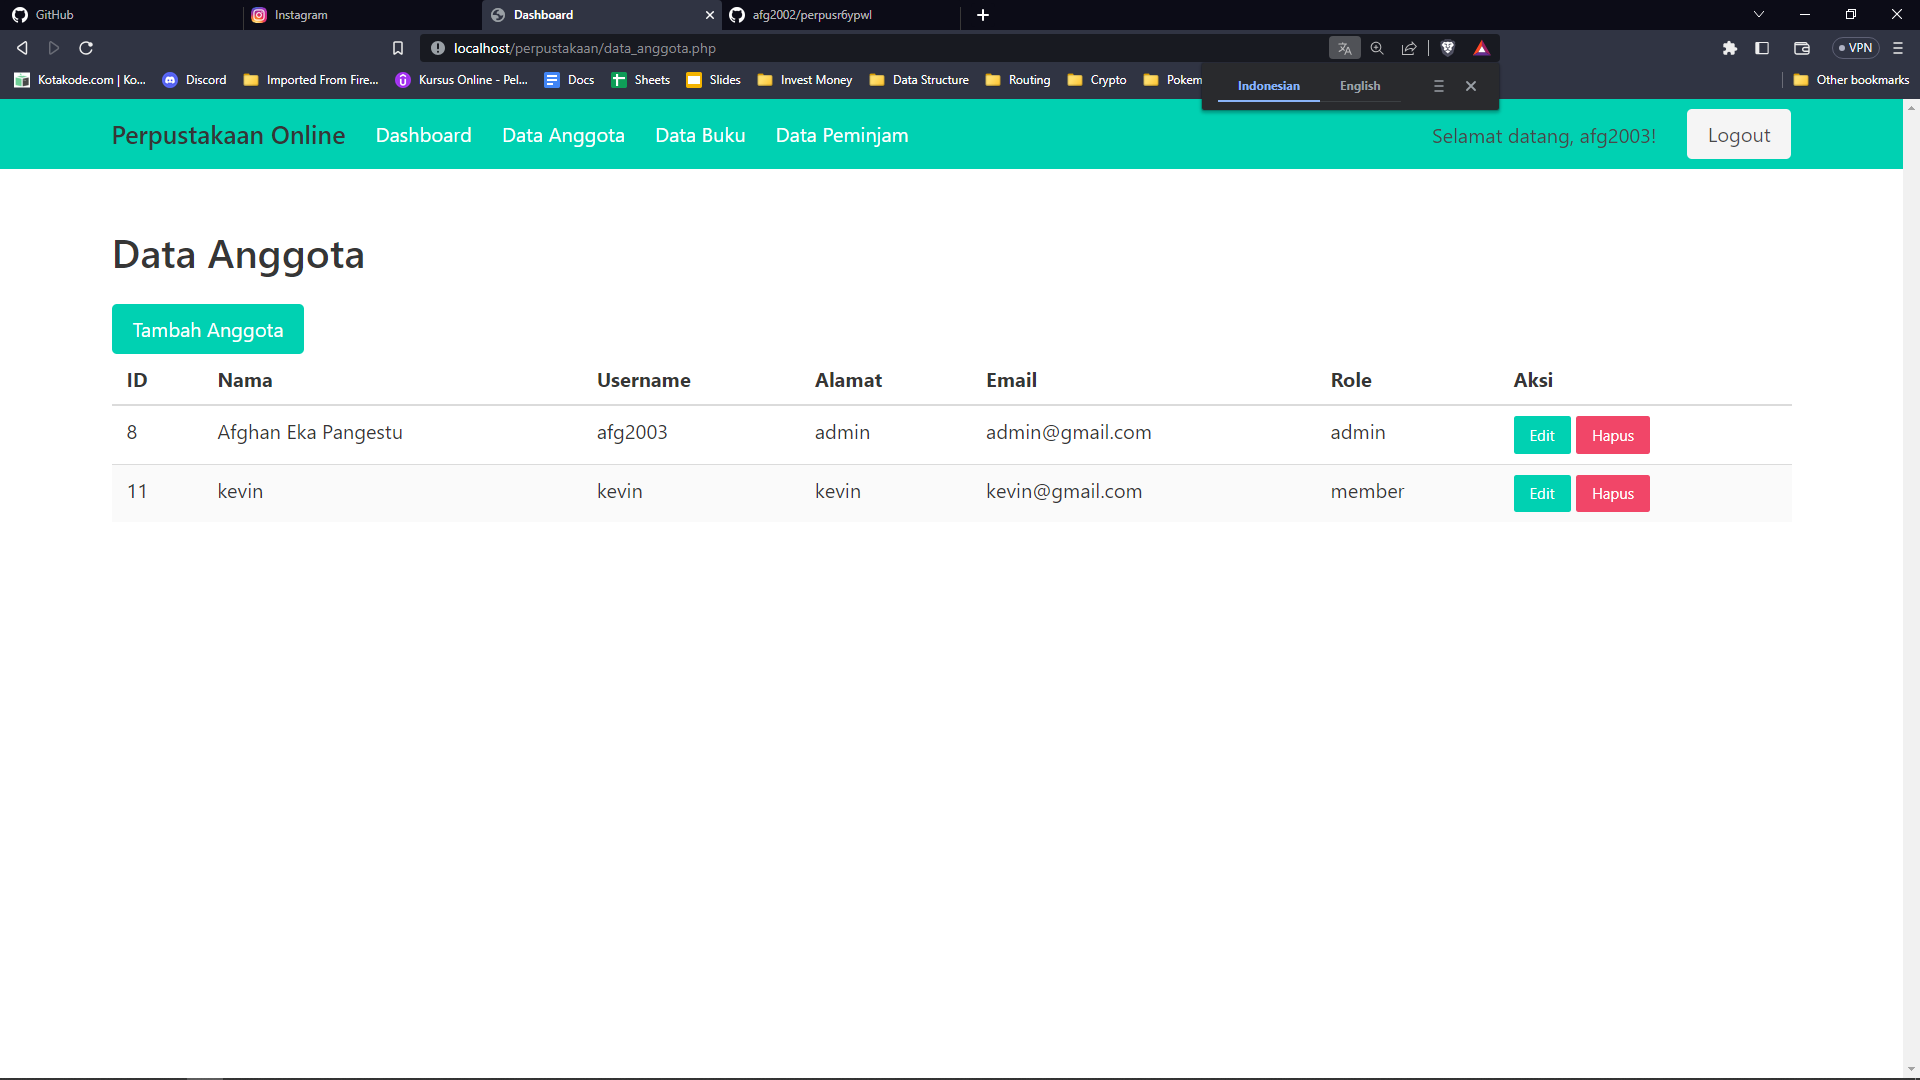 GitHub
Instagram
Dashboard
afg2002/perpusr6ypwl
localhost/perpustakaan/data_anggota.php
VPN
Kotakode.com | Ko...
Discord
Imported From Fire...
Kursus Online - Pel...
Docs
Sheets
Slides
Invest Money
Data Structure
Routing
Crypto
Pokem
Other bookmarks
Indonesian
English
Perpustakaan Online
Dashboard
Data Anggota
Data Buku
Data Peminjam
Selamat datang, afg2003!
Logout
Data Anggota
Tambah Anggota
ID Nama Username Alamat Email Role Aksi
8 Afghan Eka Pangestu afg2003 admin admin@gmail.com admin Edit Hapus
11 kevin kevin kevin kevin@gmail.com member Edit Hapus